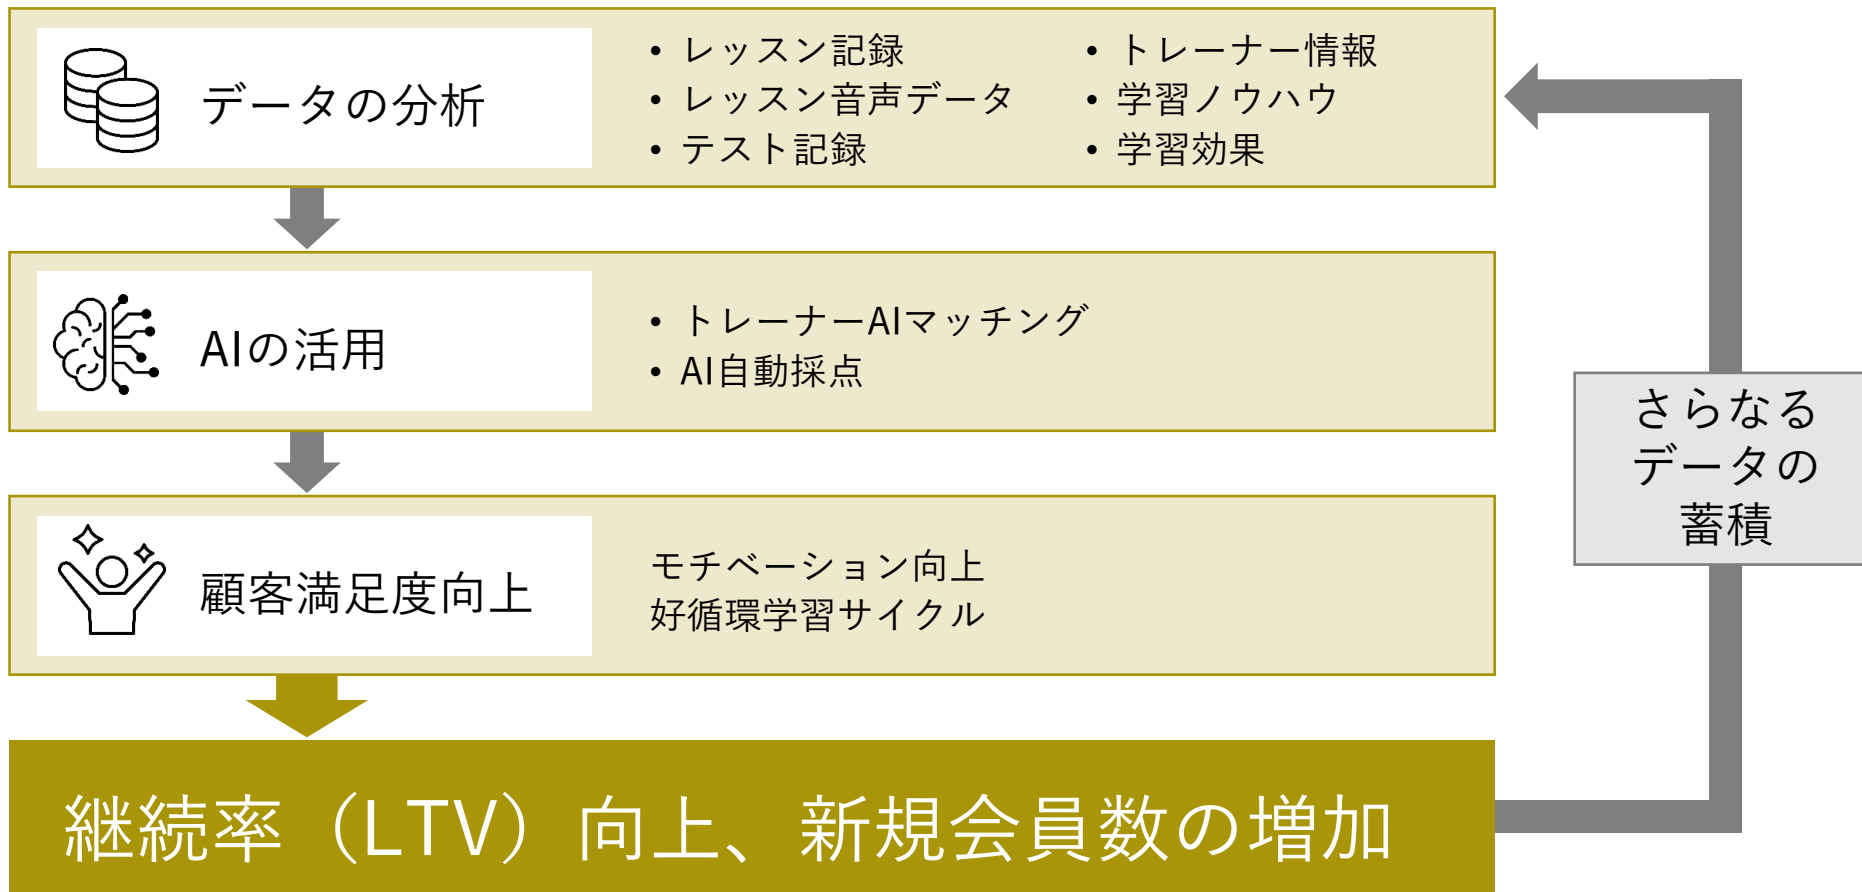 データの分析
• レッスン記録
• レッスン音声データ
• テスト記録
• トレーナー情報
• 学習ノウハウ
• 学習効果
AIの活用
• トレーナーAIマッチング
• AI自動採点
顧客満足度向上
モチベーション向上
好循環学習サイクル
さらなる
データの
蓄積
継続率（LTV）向上、新規会員数の増加